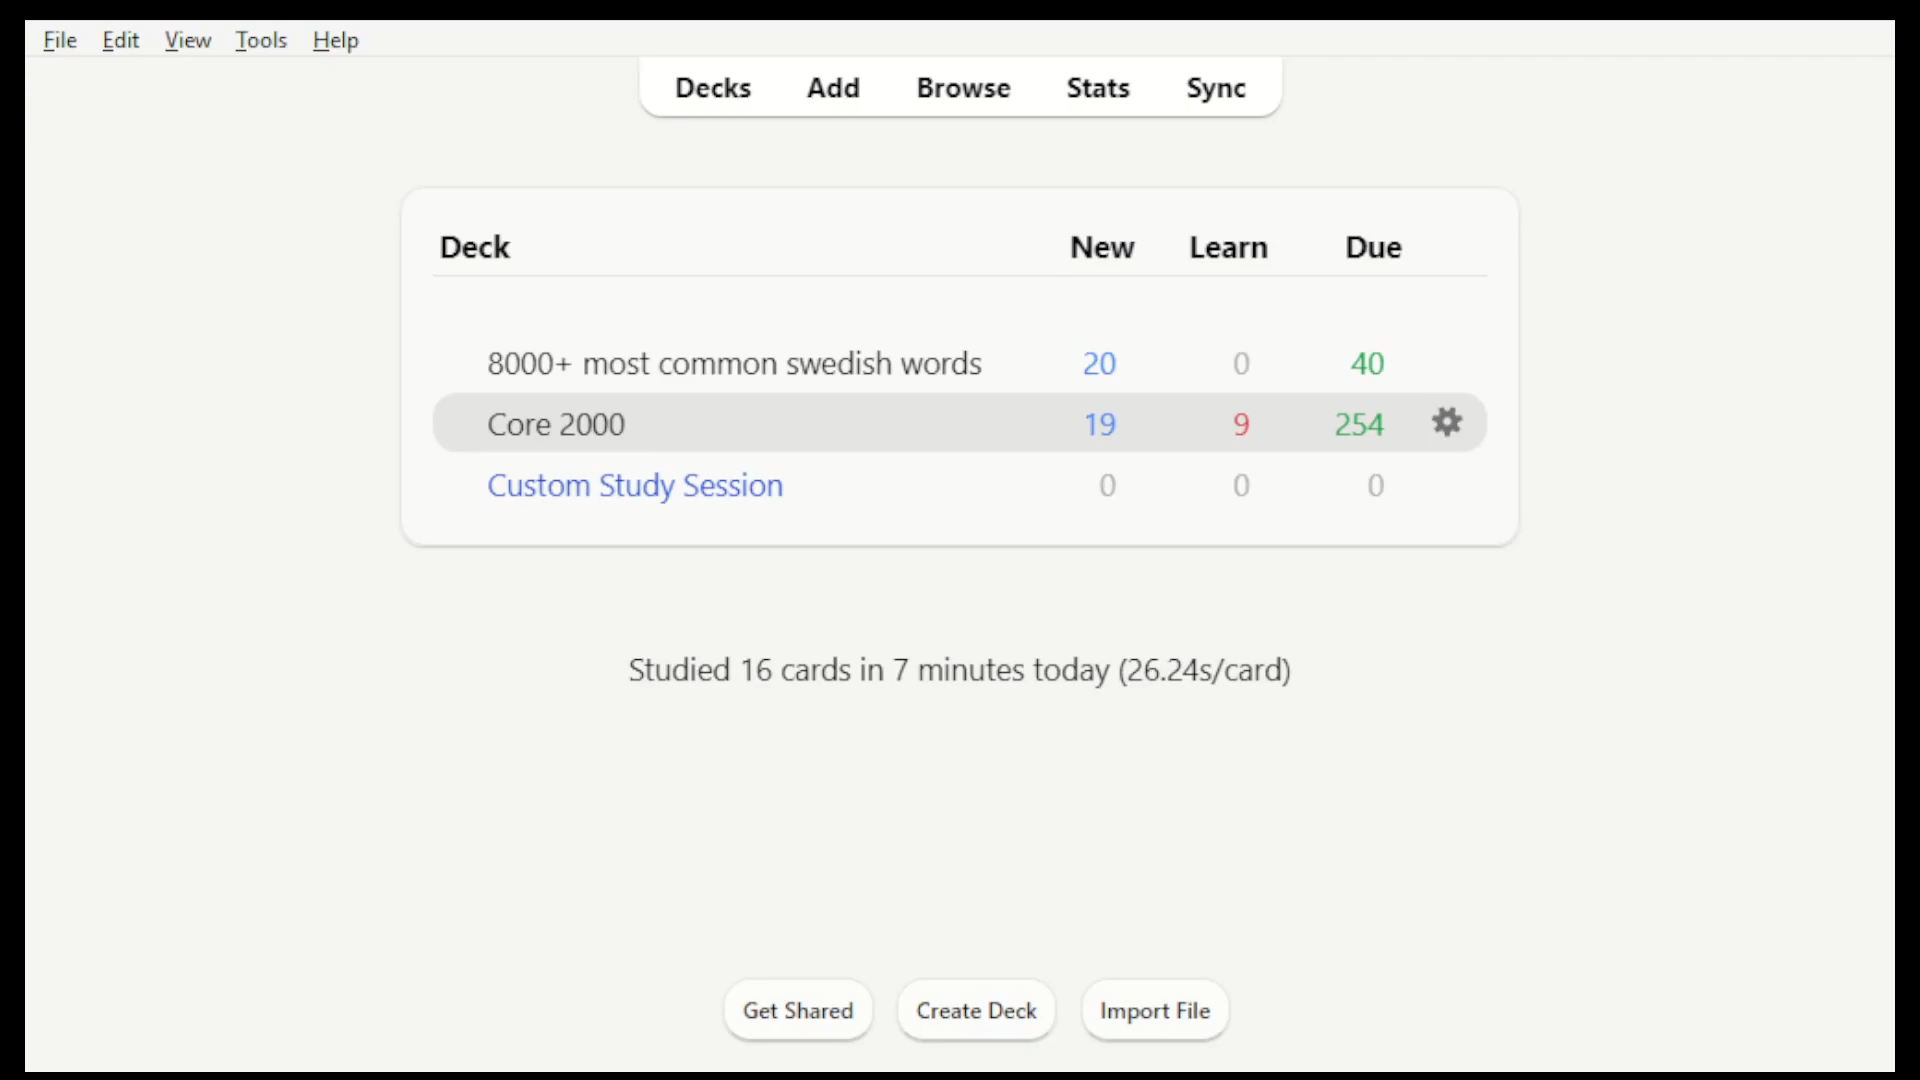 File Edit View Tools Help
Decks Add Browse Stats Sync
Deck New Learn Due
8000+ most common swedish words 20 0 40
Core 2000 19 9 254
Custom Study Session 0 0 0
Studied 16 cards in 7 minutes today (26.24s/card)
Get Shared Create Deck Import File